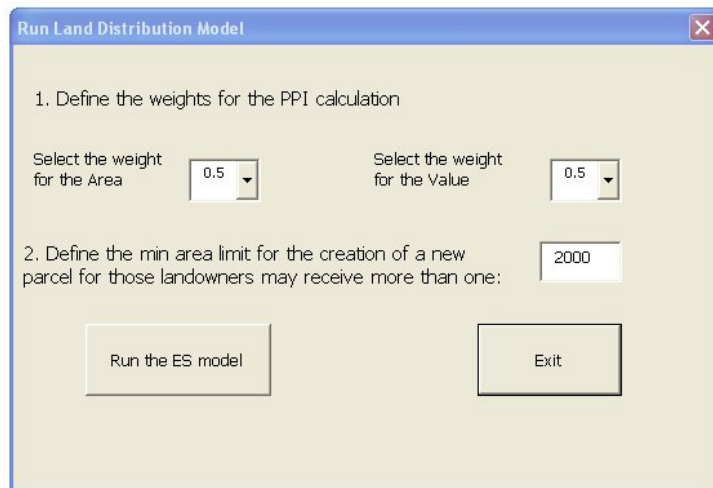 Run Land Distribution Model
1. Define the weights for the PPI calculation
Select the weight
for the Area
0.5
Select the weight
for the Value
0.5
2. Define the min area limit for the creation of a new
parcel for those landowners may receive more than one:
2000
Run the ES model
Exit